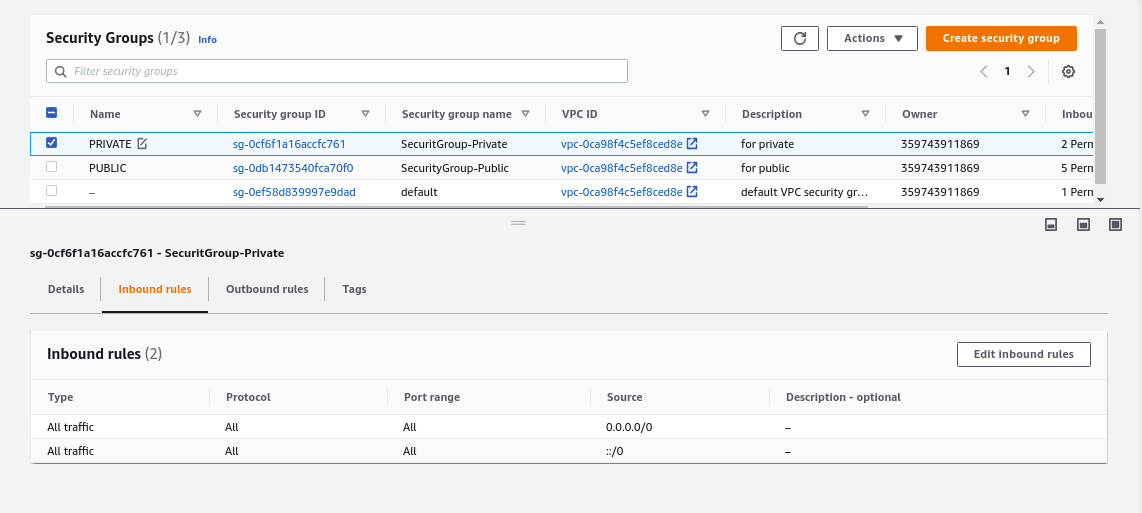 Security Groups (1/3) Info
Actions
Create security group
Filter security groups
1
Name Security group ID Security group name VPC ID Description Owner Inbou
PRIVATE sg-0cf6f1a16accfc761 SecuritGroup-Private vpc-0ca98f4c5ef8ced8e for private 359743911869 2 Perm
PUBLIC sg-0db1473540fca70f0 SecurityGroup-Public vpc-0ca98f4c5ef8ced8e for public 359743911869 5 Perm
– sg-0ef58d839997e9dad default vpc-0ca98f4c5ef8ced8e default VPC security gr... 359743911869 1 Perm
sg-0cf6f1a16accfc761 - SecuritGroup-Private
Details Inbound rules Outbound rules Tags
Inbound rules (2)
Edit inbound rules
Type Protocol Port range Source Description - optional
All traffic All All 0.0.0.0/0 –
All traffic All All ::/0 –